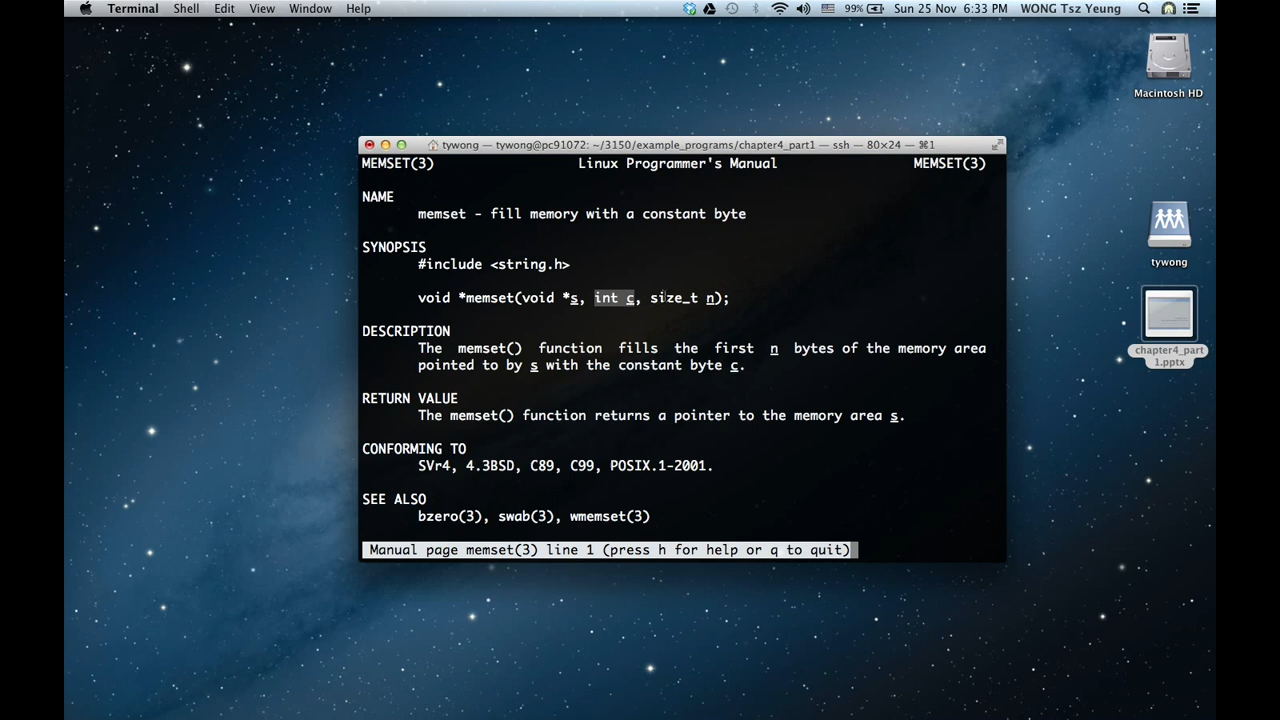 Terminal Shell Edit View Window Help 99% Sun 25 Nov 6:33 PM WONG Tsz Yeung
Macintosh HD
tywong — tywong@pc91072: ~/3150/example_programs/chapter4_part1 — ssh — 80×24 — ⌘1
MEMSET(3) Linux Programmer's Manual MEMSET(3)
NAME
memset - fill memory with a constant byte
SYNOPSIS
#include <string.h>
void *memset(void *s, int c, size_t n);
DESCRIPTION
The memset() function fills the first n bytes of the memory area
pointed to by s with the constant byte c.
RETURN VALUE
The memset() function returns a pointer to the memory area s.
CONFORMING TO
SVr4, 4.3BSD, C89, C99, POSIX.1-2001.
SEE ALSO
bzero(3), swab(3), wmemset(3)
Manual page memset(3) line 1 (press h for help or q to quit)
tywong
chapter4_part
1.pptx